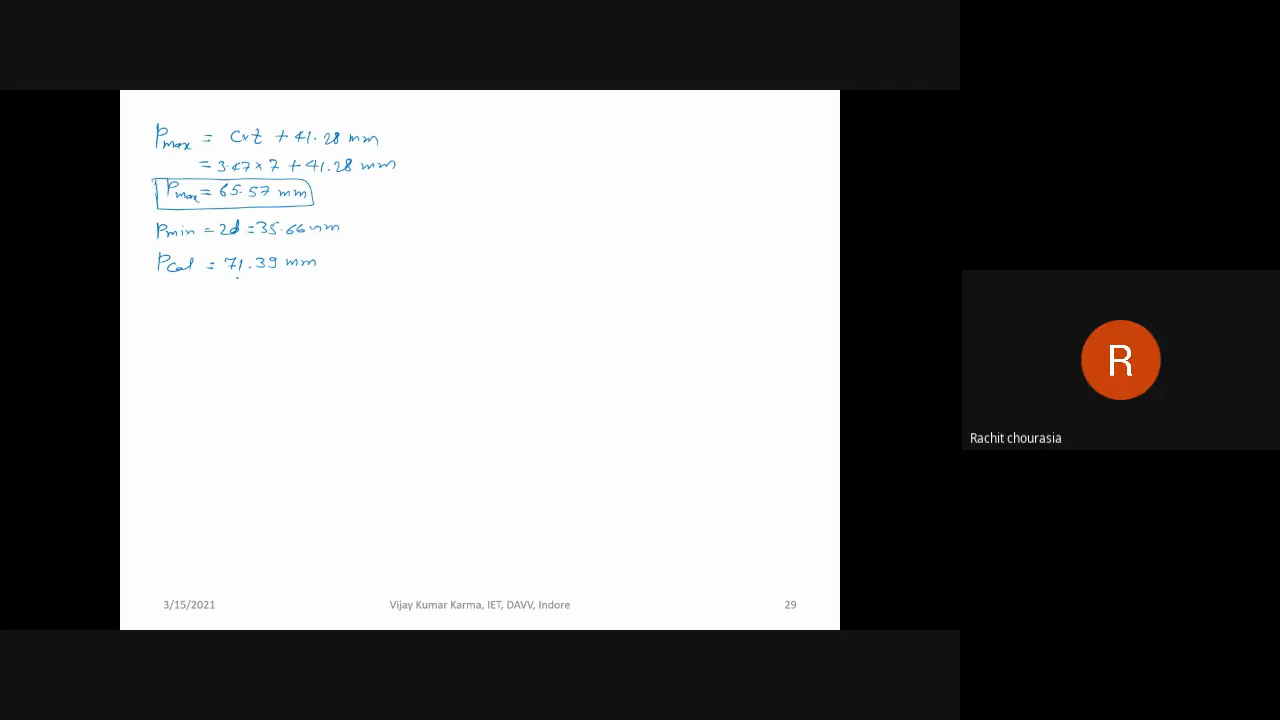 Pmax = C×t + 41.28 mm
= 3.47 × 7 + 41.28 mm
Pmax = 65.57 mm
Pmin = 2d = 35.66 mm
Pcal = 71.39 mm
R
Rachit chourasia
3/15/2021 Vijay Kumar Karma, IET, DAVV, Indore 29